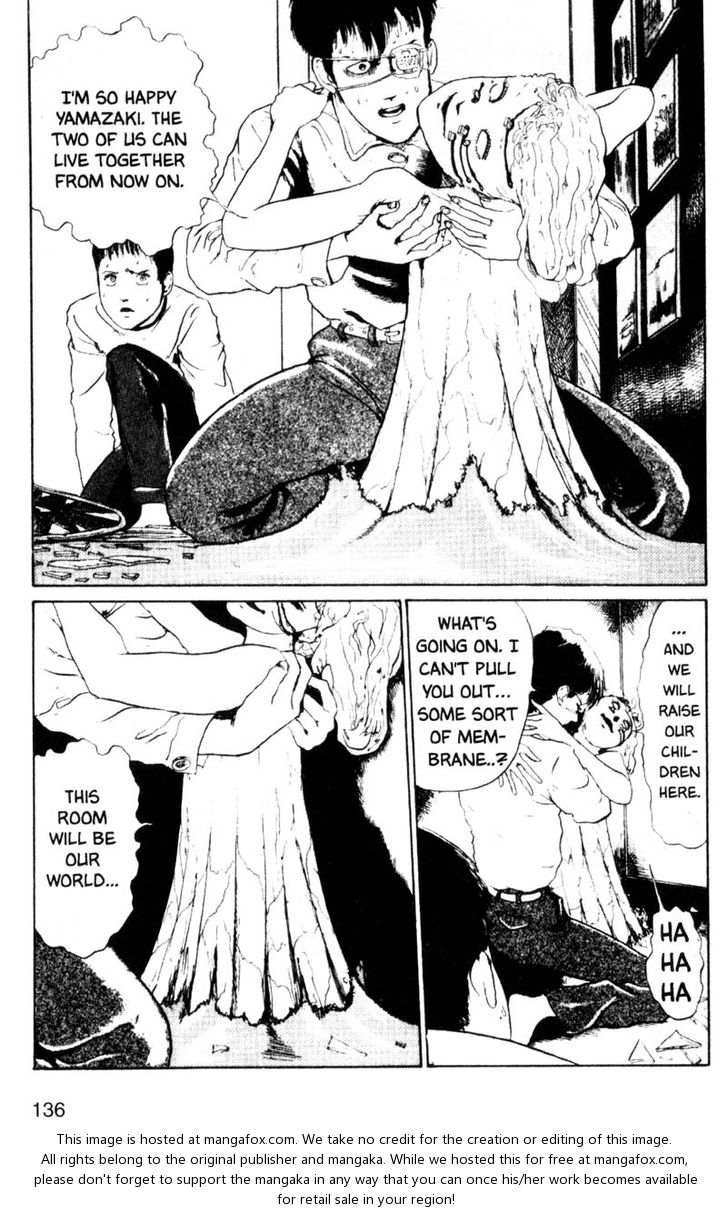 I'M SO HAPPY
YAMAZAKI. THE
TWO OF US CAN
LIVE TOGETHER
FROM NOW ON.
THIS
ROOM
WILL BE
OUR
WORLD...
WHAT'S
GOING ON. I
CAN'T PULL
YOU OUT...
SOME SORT
OF MEM-
BRANE..?
...
AND
WE
WILL
RAISE
OUR
CHIL-
DREN
HERE.
HA
HA
HA
136
This image is hosted at mangafox.com. We take no credit for the creation or editing of this image.
All rights belong to the original publisher and mangaka. While we hosted this for free at mangafox.com,
please don't forget to support the mangaka in any way that you can once his/her work becomes available
for retail sale in your region!